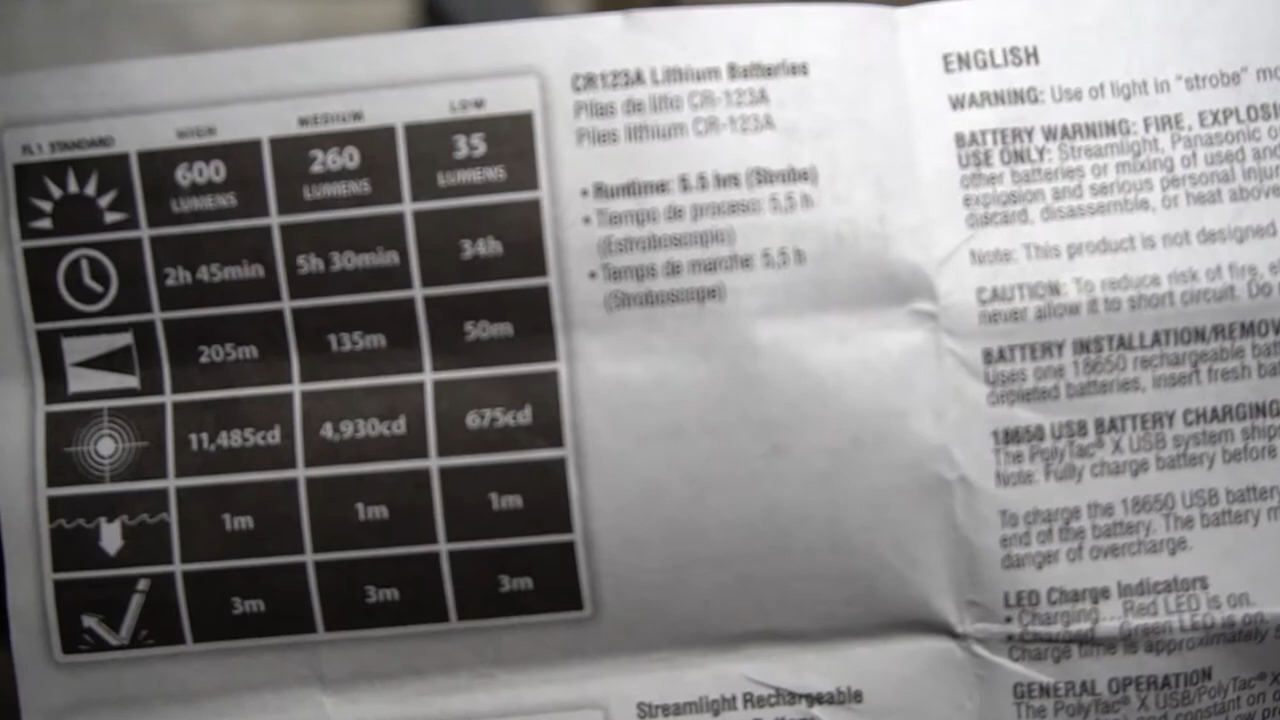 FL1 STANDARD HIGH MEDIUM LOW
600 LUMENS 260 LUMENS 35 LUMENS
2h 45min 5h 30min 34h
205m 135m 50m
11,485cd 4,930cd 675cd
1m 1m 1m
3m 3m 3m
CR123A Lithium Batteries
Pilas de litio CR-123A
Piles lithium CR-123A
• Runtime: 5.5 hrs (Strobe)
• Tiempo de proceso: 5,5 h
(Estroboscopio)
• Temps de marche: 5,5 h
(Stroboscope)
Streamlight Rechargeable
ENGLISH
WARNING: Use of light in "strobe"
BATTERY WARNING: FIRE,
USE ONLY: Streamlight, Panasonic
other batteries or mixing of used and
explosion and serious personal
discard, disassemble, or heat
Note: This product is not designed
CAUTION: To reduce risk of fire,
never allow it to short circuit. Do
BATTERY
Uses one 18650 rechargeable
depleted batteries, insert fresh
18650 USB BATTERY CHARGING
The PolyTac® X USB system
Note: Fully charge battery before
To charge the 18650 USB
end of the battery. The battery
danger of overcharge.
LED Charge Indicators
• Charging...Red LED is on.
• Charged...Green LED is on.
Charge time is approximately
GENERAL OPERATION
The PolyTac® X USB/PolyTac® X
constant on